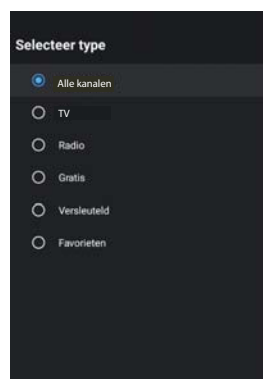 Selecteer type
Alle kanalen
TV
Radio
Gratis
Versleuteld
Favorieten